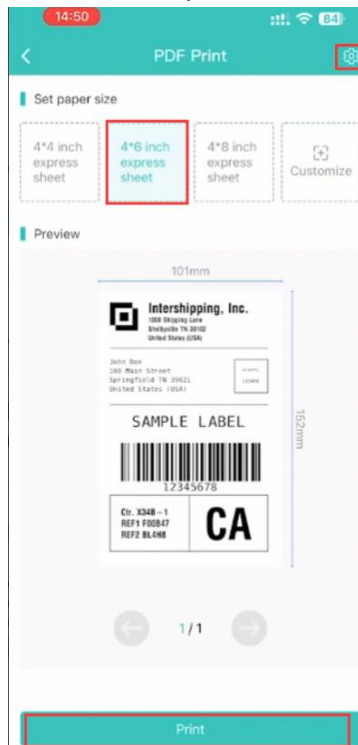 14:50
84
PDF Print
Set paper size
4*4 inch
express
sheet
4*6 inch
express
sheet
4*8 inch
express
sheet
Customize
Preview
101mm
Intershipping, Inc.
1000 Shipping Lane
Shelbyville TN 38102
United States (USA)
John Doe
100 Main Street
Springfield TN 39021
United States (USA)
SAMPLE LABEL
152mm
12345678
Ctr. X34B-1
REF1 F00B47
REF2 BL4H8
CA
1/1
Print